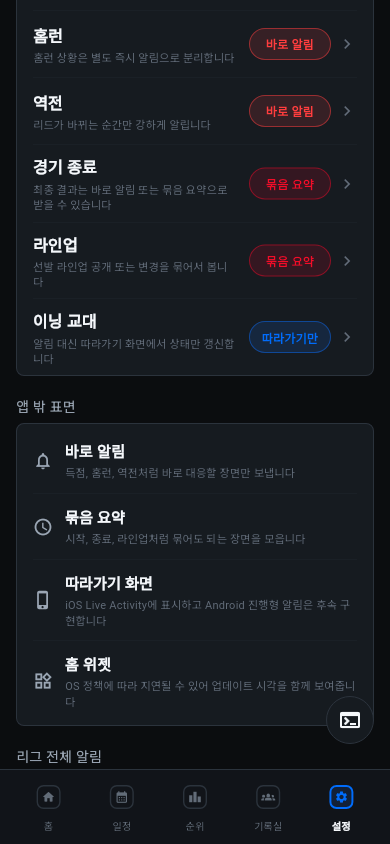 홈런
홈런 상황은 별도 즉시 알림으로 분리합니다
바로 알림
역전
리드가 바뀌는 순간만 강하게 알립니다
바로 알림
경기 종료
최종 결과는 바로 알림 또는 묶음 요약으로
받을 수 있습니다
묶음 요약
라인업
선발 라인업 공개 또는 변경을 묶어서 봅니
다
묶음 요약
이닝 교대
알림 대신 따라가기 화면에서 상태만 갱신합
니다
따라가기만
앱 밖 표면
바로 알림
득점, 홈런, 역전처럼 바로 대응할 장면만 보냅니다
묶음 요약
시작, 종료, 라인업처럼 묶어도 되는 장면을 모읍니다
따라가기 화면
iOS Live Activity에 표시하고 Android 진행형 알림은 후속 구
현합니다
홈 위젯
OS 정책에 따라 지연될 수 있어 업데이트 시각을 함께 보여줍니
다
리그 전체 알림
홈
일정
순위
기록실
설정